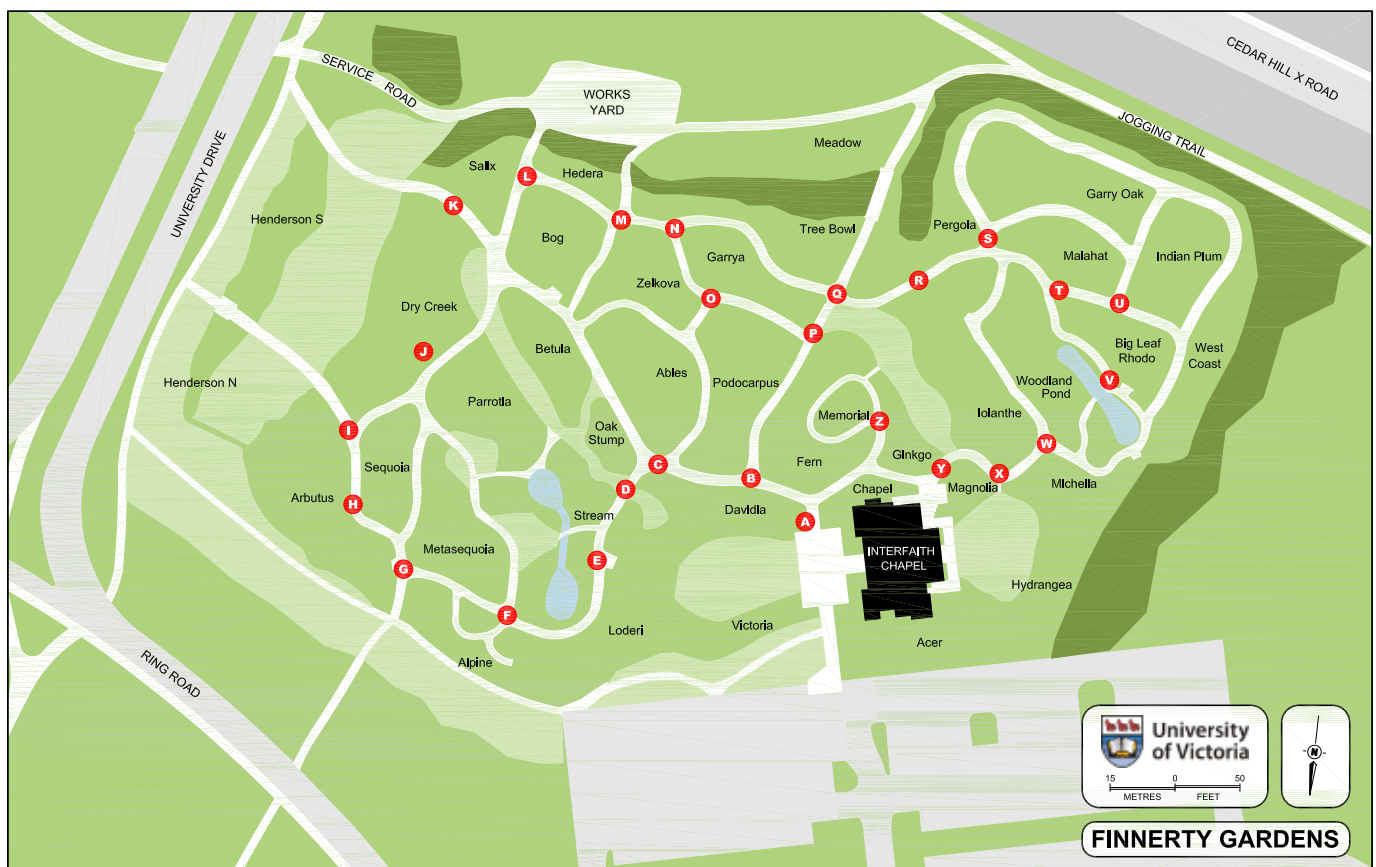 CEDAR HILL X ROAD
SERVICE ROAD
WORKS
YARD
JOGGING TRAIL
UNIVERSITY DRIVE
Meadow
Salix
Hedera
L
K
Henderson S
Garry Oak
M
N
Pergola
Tree Bowl
S
Bog
Garrya
Malahat
Indian Plum
Zelkova
R
T
Q
O
U
Dry Creek
P
Betula
Big Leaf
Rhodo
West
Coast
J
Henderson N
Ables
Podocarpus
Woodland
Pond
V
Parrotia
Memorial
Iolanthe
Z
I
Oak
Stump
W
Sequoia
C
Fern
Ginkgo
Y
X
B
D
Chapel
Magnolia
Michelia
Arbutus
H
Stream
Davidia
A
Metasequoia
INTERFAITH
CHAPEL
E
G
Hydrangea
F
Loderi
Victoria
Acer
Alpine
RING ROAD
University
of Victoria
15 0 50
METRES FEET
N
FINNERTY GARDENS